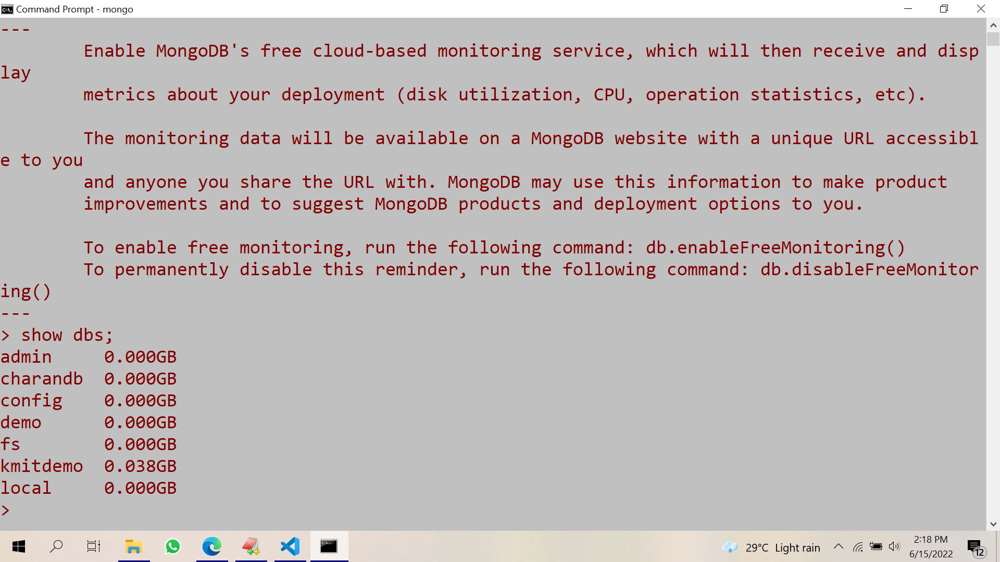 Command Prompt - mongo
---
Enable MongoDB's free cloud-based monitoring service, which will then receive and disp
lay
metrics about your deployment (disk utilization, CPU, operation statistics, etc).
The monitoring data will be available on a MongoDB website with a unique URL accessibl
e to you
and anyone you share the URL with. MongoDB may use this information to make product
improvements and to suggest MongoDB products and deployment options to you.
To enable free monitoring, run the following command: db.enableFreeMonitoring()
To permanently disable this reminder, run the following command: db.disableFreeMonitor
ing()
---
> show dbs;
admin     0.000GB
charandb  0.000GB
config    0.000GB
demo      0.000GB
fs        0.000GB
kmitdemo  0.038GB
local     0.000GB
>
29°C Light rain
2:18 PM
6/15/2022
12